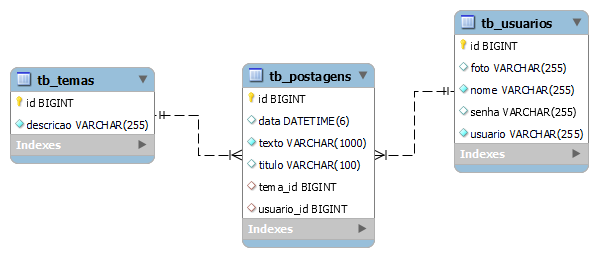 tb_temas
id BIGINT
descricao VARCHAR(255)
Indexes
tb_postagens
id BIGINT
data DATETIME(6)
texto VARCHAR(1000)
titulo VARCHAR(100)
tema_id BIGINT
usuario_id BIGINT
Indexes
tb_usuarios
id BIGINT
foto VARCHAR(255)
nome VARCHAR(255)
senha VARCHAR(255)
usuario VARCHAR(255)
Indexes